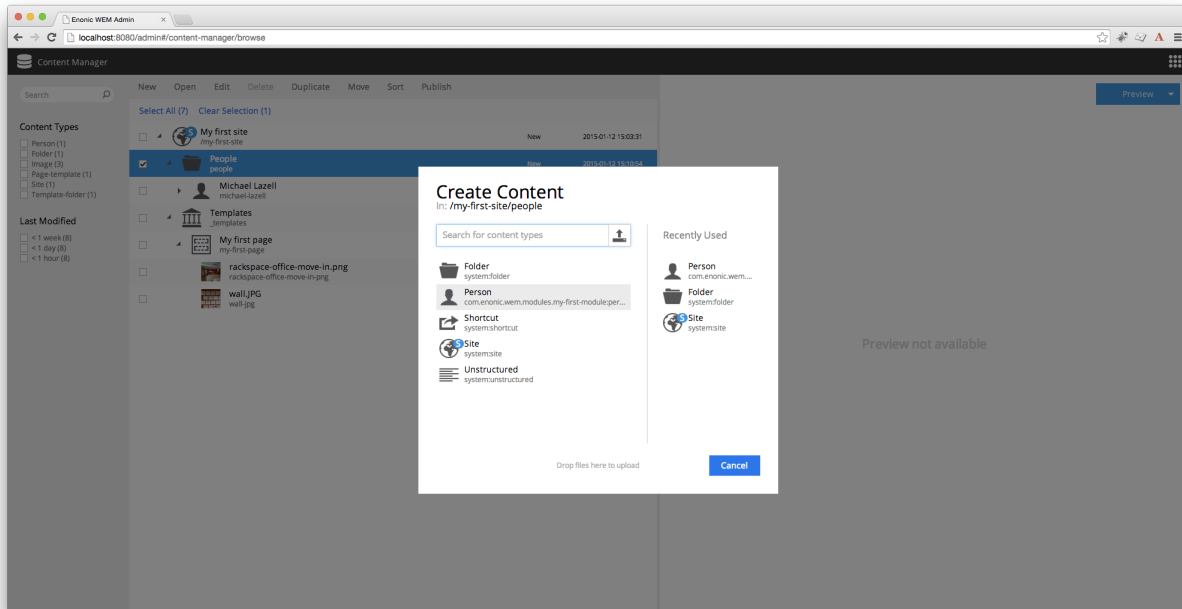 Enonic WEM Admin
localhost:8080/admin#/content-manager/browse
Content Manager
Search
New Open Edit Delete Duplicate Move Sort Publish
Preview
Select All (7) Clear Selection (1)
Content Types
Person (1)
Folder (1)
Image (3)
Page-template (1)
Site (1)
Template-folder (1)
Last Modified
< 1 week (8)
< 1 day (8)
< 1 hour (8)
My first site New 2015-01-12 15:03:31
/my-first-site
People New 2015-01-12 15:10:54
people
Michael Lazell
michael-lazell
Templates
_templates
My first page
my-first-page
rackspace-office-move-in.png
rackspace-office-move-in-png
wall.JPG
wall-jpg
Create Content
In: /my-first-site/people
Search for content types
Folder
system:folder
Person
com.enonic.wem.modules.my-first-module:per...
Shortcut
system:shortcut
Site
system:site
Unstructured
system:unstructured
Recently Used
Person
com.enonic.wem....
Folder
system:folder
Site
system:site
Drop files here to upload
Cancel
Preview not available